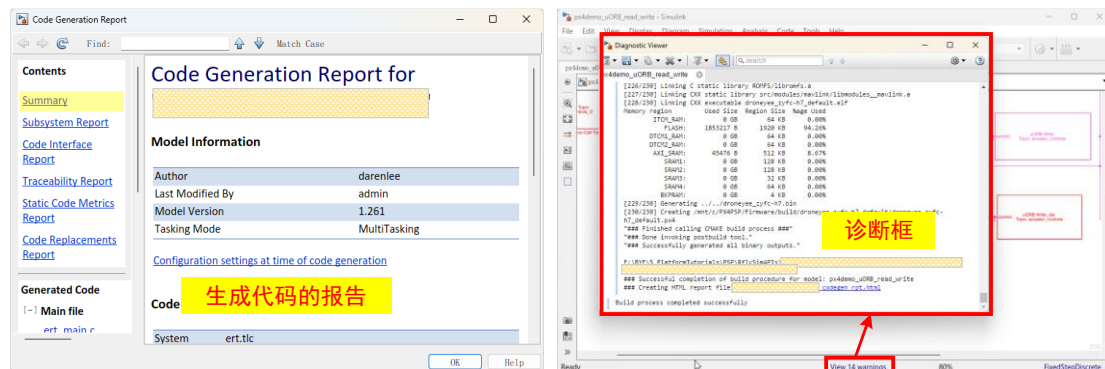 Code Generation Report
Find:
Match Case
Contents
Summary
Subsystem Report
Code Interface
Report
Traceability Report
Static Code Metrics
Report
Code Replacements
Report
Generated Code
[-] Main file
ert_main.c
Code Generation Report for
Model Information
Author darenlee
Last Modified By admin
Model Version 1.261
Tasking Mode MultiTasking
Configuration settings at time of code generation
Code
生成代码的报告
System ert.tlc
OK Help
px4demo_uORB_read_write - Simulink
File Edit View Display Diagram Simulation Analysis Code Tools Help
Diagnostic Viewer
search
px4demo_uORB_read_write
[226/230] Linking C static library ROMFS/libromfs.a
[227/230] Linking CXX static library src/modules/mavlink/libmodules__mavlink.a
[228/230] Linking CXX executable droneyee_zyfc-h7_default.elf
Memory region Used Size Region Size %age Used
ITCM_RAM: 0 GB 64 KB 0.00%
FLASH: 1853217 B 1920 KB 94.26%
DTCM1_RAM: 0 GB 64 KB 0.00%
DTCM2_RAM: 0 GB 64 KB 0.00%
AXI_SRAM: 45476 B 512 KB 8.67%
SRAM1: 0 GB 128 KB 0.00%
SRAM2: 0 GB 128 KB 0.00%
SRAM3: 0 GB 32 KB 0.00%
SRAM4: 0 GB 64 KB 0.00%
BKPRAM: 0 GB 4 KB 0.00%
[229/230] Generating ../../droneyee_zyfc-h7.bin
[230/230] Creating /mnt/c/PX4PSP/Firmware/build/droneyee_zyfc-h7_default/droneyee_zyfc-
h7_default.px4
"### Finished calling CMAKE build process ###"
"### Done invoking postbuild tool."
"### Successfully generated all binary outputs."
诊断框
### Successful completion of build procedure for model: px4demo_uORB_read_write
### Creating HTML report file codegen_rpt.html
Build process completed successfully
Ready
View 14 warnings
80%
FixedStepDiscrete